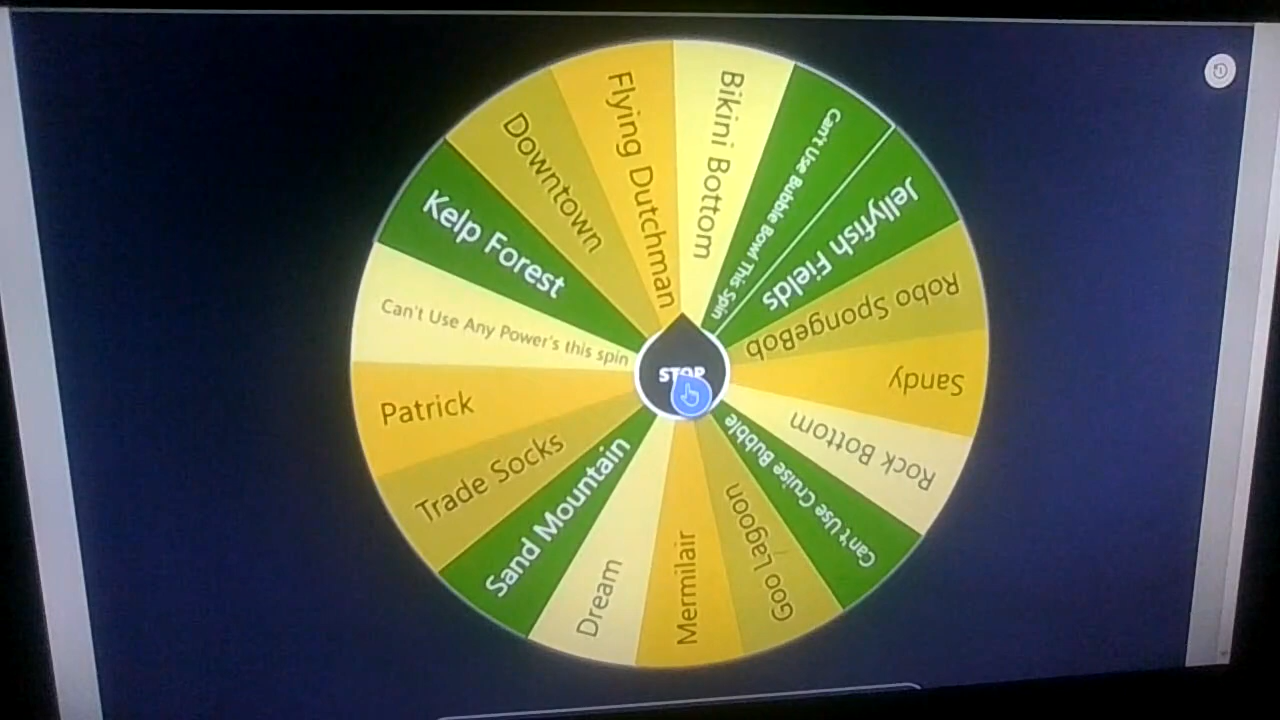 Bikini Bottom
Can't Use Bubble Bowl This Spin
Jellyfish Fields
Robo SpongeBob
Sandy
Rock Bottom
Can't Use Cruise Bubble
Goo Lagoon
Mermilair
Dream
Sand Mountain
Trade Socks
Patrick
Can't Use Any Power's this spin
Kelp Forest
Downtown
Flying Dutchman
STOP